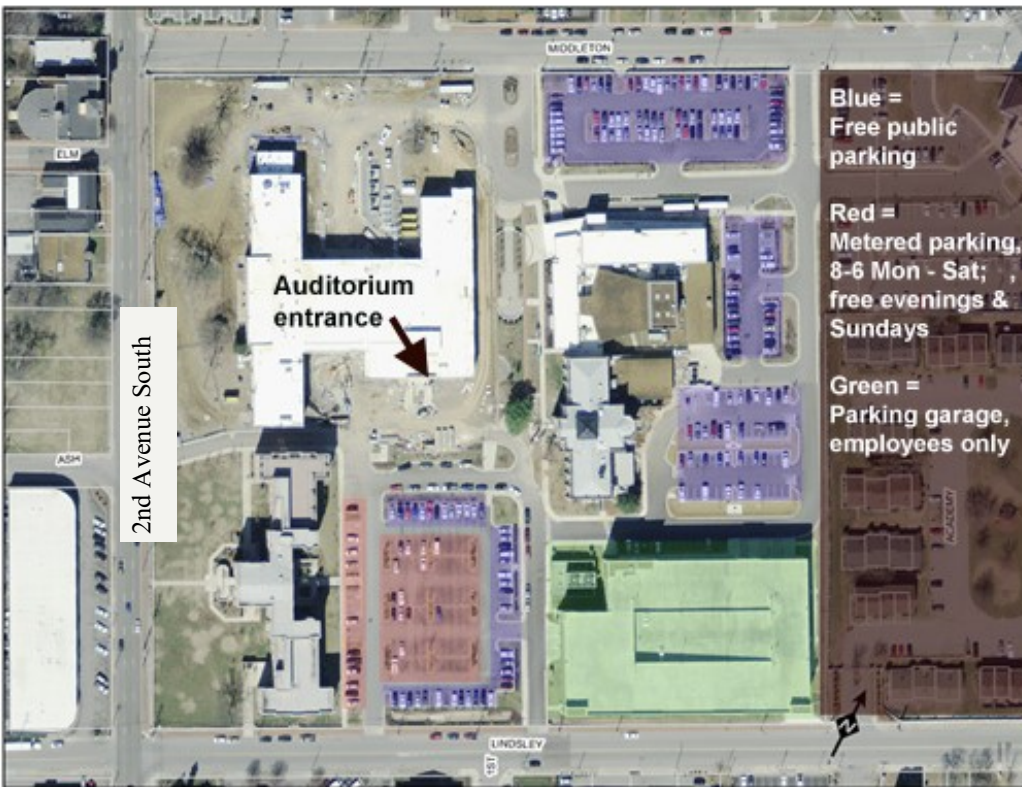 MIDDLETON
Blue =
Free public
parking
ELM
Red =
Metered parking,
8-6 Mon - Sat; ,
free evenings &
Sundays
Auditorium
entrance
Green =
Parking garage,
employees only
2nd Avenue South
ASH
ACADEMY
N
LINDSLEY
1ST